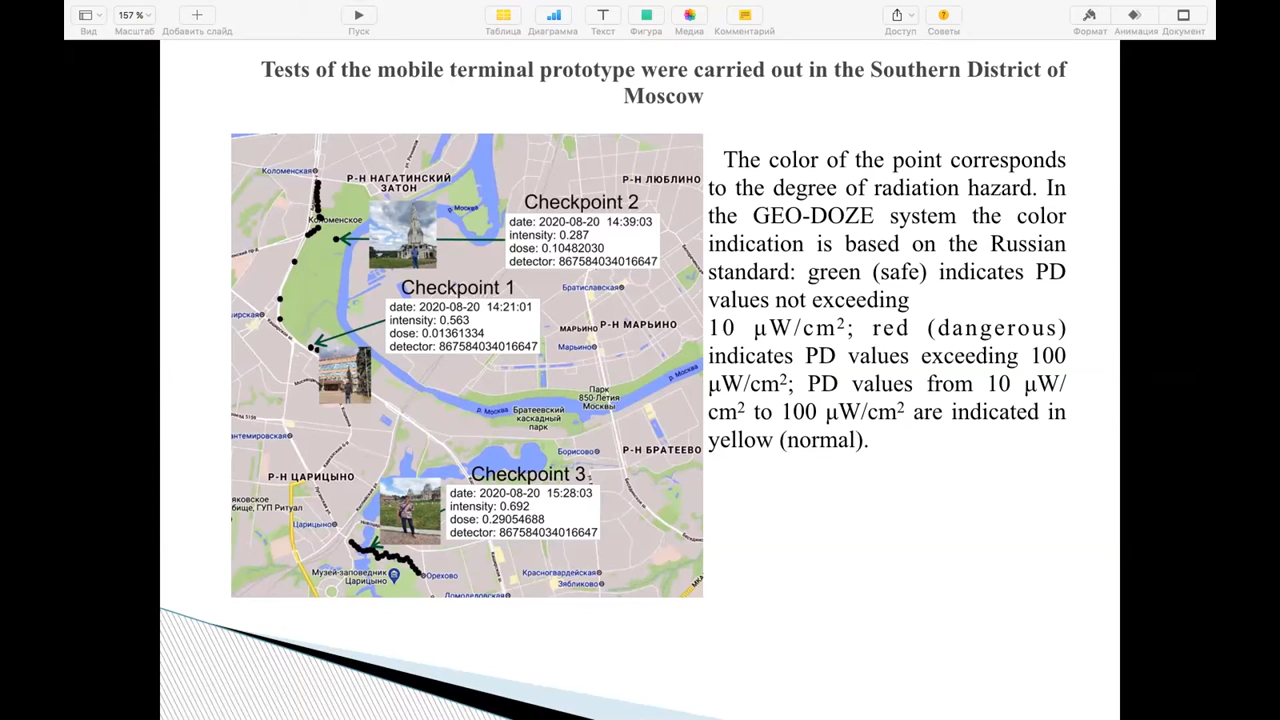 157 %
Вид
Масштаб
Добавить слайд
Пуск
Таблица
Диаграмма
Текст
Фигура
Медиа
Комментарий
Доступ
Советы
Формат
Анимация
Документ
Tests of the mobile terminal prototype were carried out in the Southern District of
Moscow
Коломенская
Р-Н НАГАТИНСКИЙ
ЗАТОН
Р-Н ЛЮБЛИНО
р. Москва
Коломенское
Checkpoint 2
date: 2020-08-20 14:39:03
intensity: 0.287
dose: 0.10482030
detector: 867584034016647
Checkpoint 1
date: 2020-08-20 14:21:01
intensity: 0.563
dose: 0.01361334
detector: 867584034016647
Братиславская
МАРЬИНО
Р-Н МАРЬИНО
Марьино
р. Москва
Парк
850-Летия
Москвы
р. Москва
Братеевский
каскадный
парк
Борисово
Р-Н БРАТЕЕВО
Р-Н ЦАРИЦЫНО
Checkpoint 3
date: 2020-08-20 15:28:03
intensity: 0.692
dose: 0.29054688
detector: 867584034016647
ГУП Ритуал
Царицыно
Музей-заповедник
Царицыно
Орехово
Красногвардейская
Зябликово
Домодедовская
The color of the point corresponds
to the degree of radiation hazard. In
the GEO-DOZE system the color
indication is based on the Russian
standard: green (safe) indicates PD
values not exceeding
10 μW/cm²; red (dangerous)
indicates PD values exceeding 100
μW/cm²; PD values from 10 μW/
cm² to 100 μW/cm² are indicated in
yellow (normal).